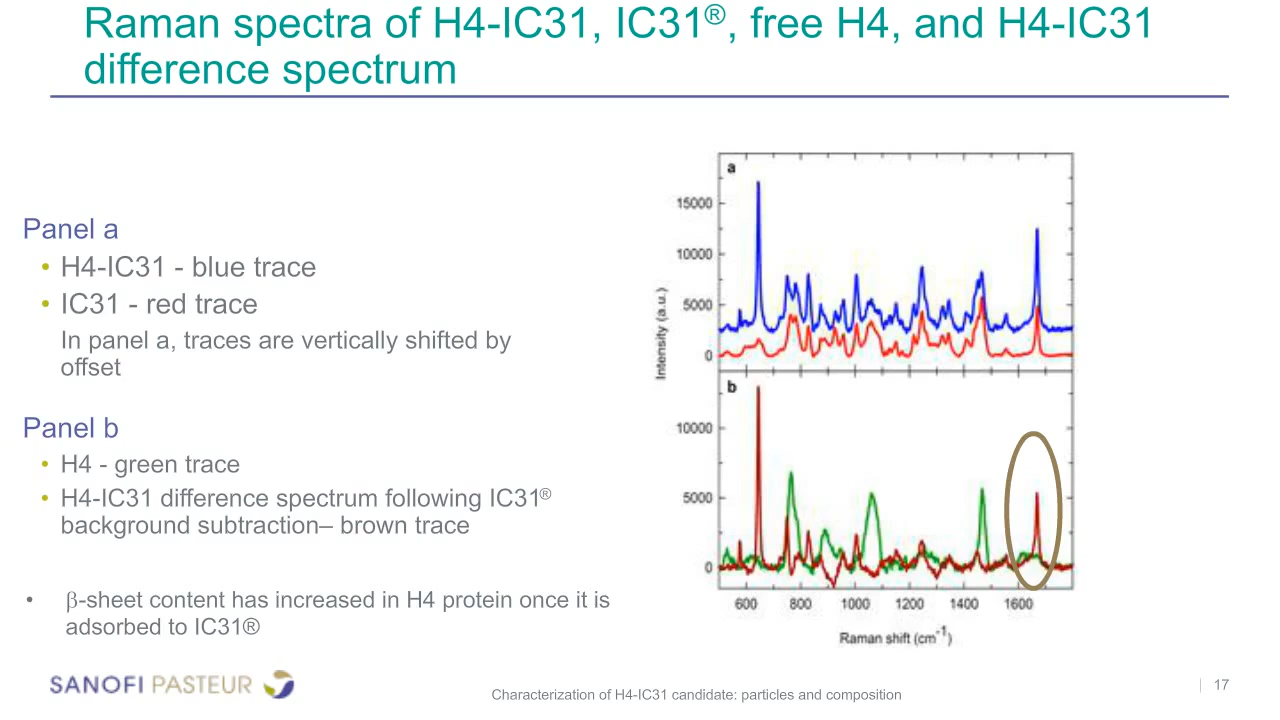 Raman spectra of H4-IC31, IC31®, free H4, and H4-IC31
difference spectrum
Panel a
• H4-IC31 - blue trace
• IC31 - red trace
In panel a, traces are vertically shifted by
offset
Panel b
• H4 - green trace
• H4-IC31 difference spectrum following IC31®
background subtraction– brown trace
• β-sheet content has increased in H4 protein once it is
adsorbed to IC31®
a
15000
10000
5000
0
Intensity (a.u.)
b
10000
5000
0
600 800 1000 1200 1400 1600
Raman shift (cm⁻¹)
SANOFI PASTEUR
Characterization of H4-IC31 candidate: particles and composition
| 17